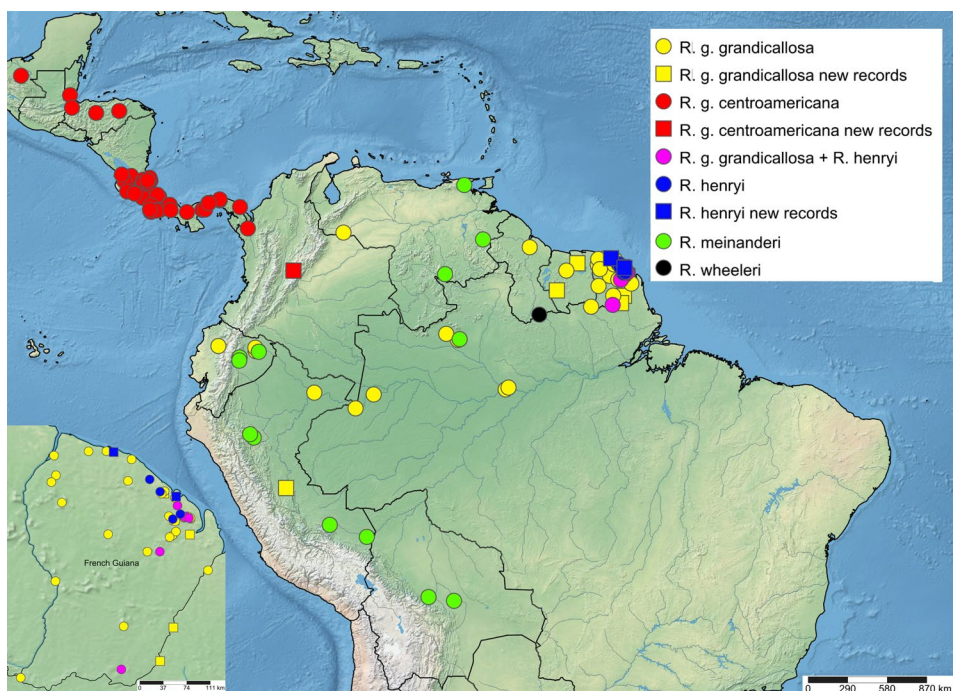 R. g. grandicallosa
R. g. grandicallosa new records
R. g. centroamericana
R. g. centroamericana new records
R. g. grandicallosa + R. henryi
R. henryi
R. henryi new records
R. meinanderi
R. wheeleri
French Guiana
0 37 74 111 km
0 290 580 870 km